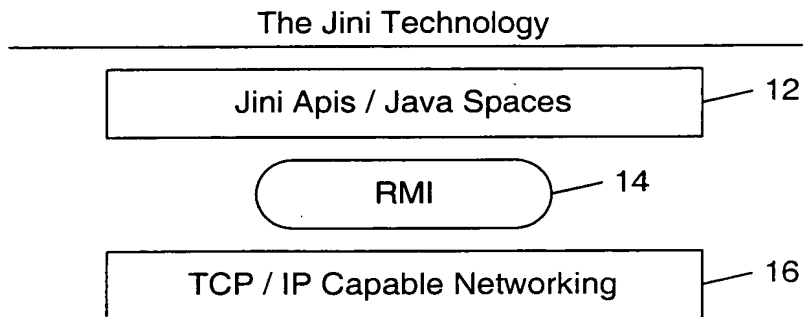 The Jini Technology
Jini Apis / Java Spaces
12
RMI
14
TCP / IP Capable Networking
16